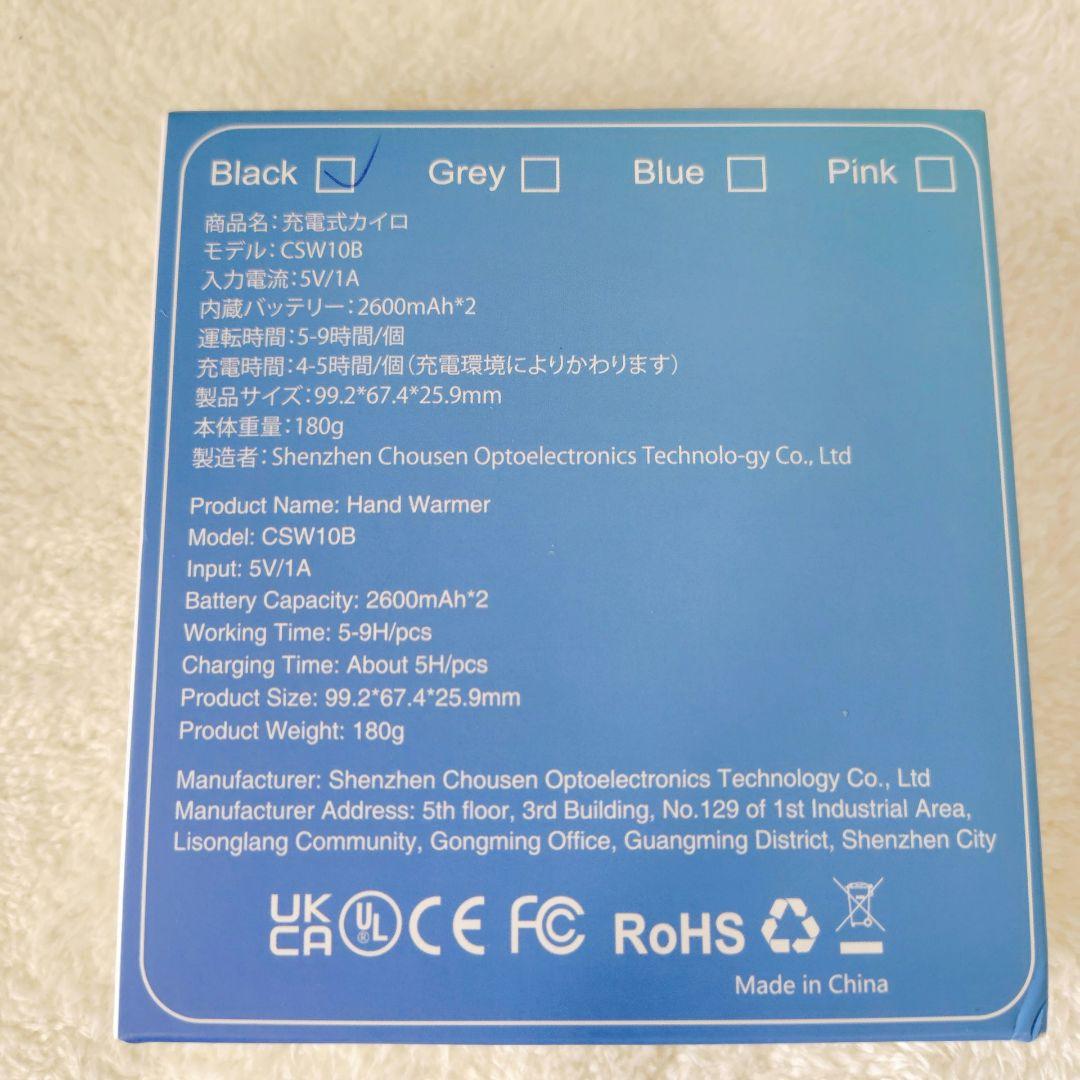 Black Grey Blue Pink
商品名：充電式カイロ
モデル：CSW10B
入力電流：5V/1A
内蔵バッテリー：2600mAh*2
運転時間：5-9時間/個
充電時間：4-5時間/個（充電環境によりかわります）
製品サイズ：99.2*67.4*25.9mm
本体重量：180g
製造者：Shenzhen Chousen Optoelectronics Technolo-gy Co., Ltd
Product Name: Hand Warmer
Model: CSW10B
Input: 5V/1A
Battery Capacity: 2600mAh*2
Working Time: 5-9H/pcs
Charging Time: About 5H/pcs
Product Size: 99.2*67.4*25.9mm
Product Weight: 180g
Manufacturer: Shenzhen Chousen Optoelectronics Technology Co., Ltd
Manufacturer Address: 5th floor, 3rd Building, No.129 of 1st Industrial Area,
Lisonglang Community, Gongming Office, Guangming District, Shenzhen City
UK CA UL® CE FC RoHS
Made in China